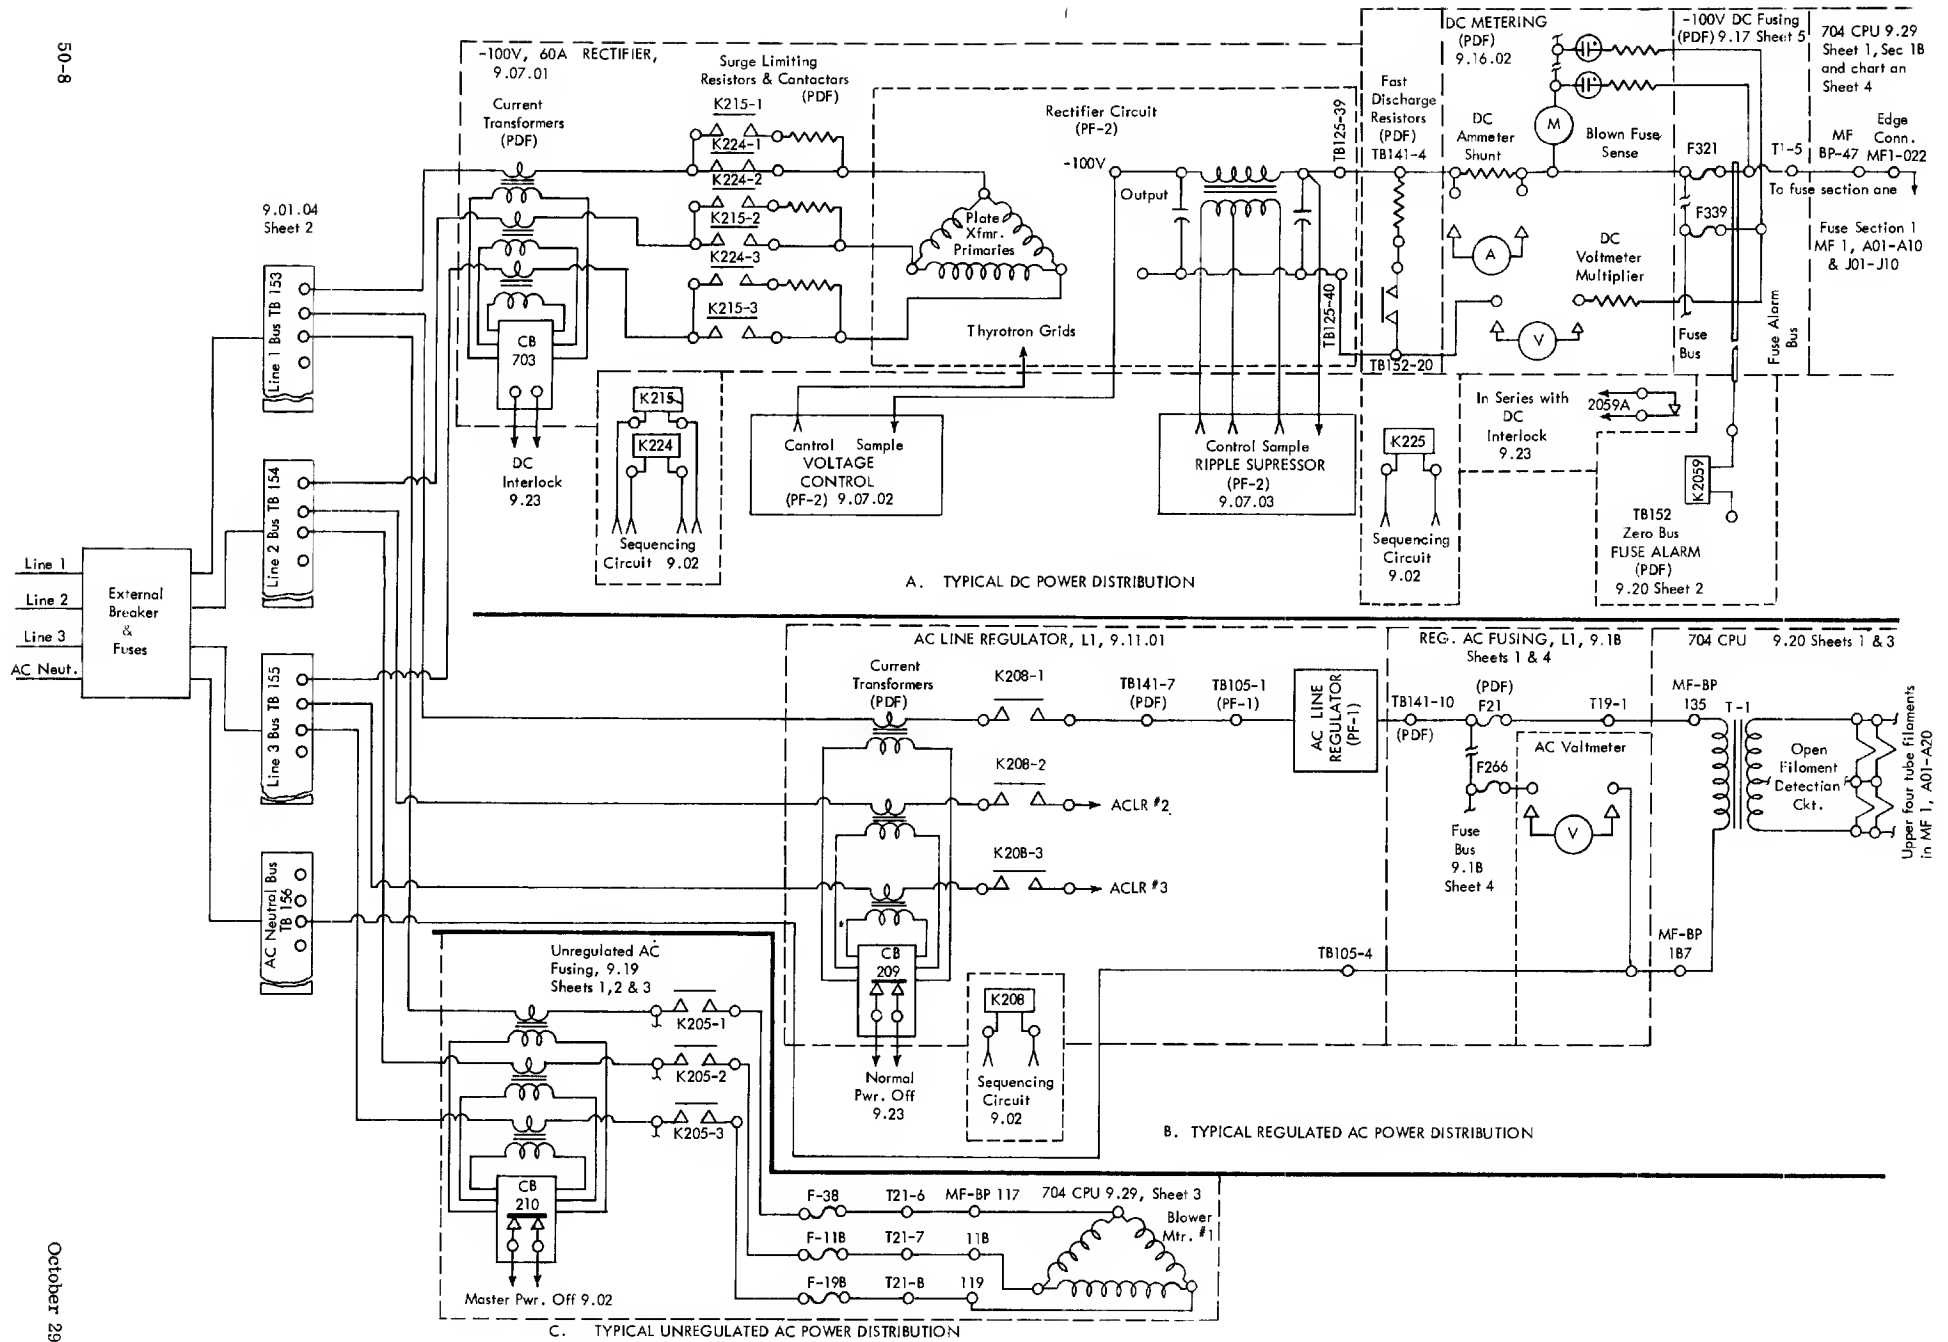 50-8
-100V, 60A RECTIFIER,
9.07.01
Current
Transformers
(PDF)
Surge Limiting
Resistors & Cantactars
(PDF)
K215-1
K224-1
K224-2
K215-2
K224-3
K215-3
Plate
Xfmr.
Primaries
Rectifier Circuit
(PF-2)
-100V
Output
Thyrotron Grids
TB125-39
TB125-40
Fast
Discharge
Resistors
(PDF)
TB141-4
TB152-20
DC METERING
(PDF)
9.16.02
DC
Ammeter
Shunt
M
Blown Fuse
Sense
A
DC
Voltmeter
Multiplier
V
-100V DC Fusing
(PDF) 9.17 Sheet 5
F321
F339
Fuse
Bus
Fuse Alarm
Bus
704 CPU 9.29
Sheet 1, Sec 1B
and chart an
Sheet 4
T1-5
MF
BP-47
Edge
Conn.
MF1-022
To fuse section ane
Fuse Section 1
MF 1, A01-A10
& J01-J10
9.01.04
Sheet 2
Line 1 Bus TB 153
Line 2 Bus TB 154
Line 3 Bus TB 155
AC Neutral Bus
TB 156
Line 1
Line 2
Line 3
AC Neut.
External
Breaker
&
Fuses
CB
703
DC
Interlock
9.23
K215
K224
Sequencing
Circuit 9.02
Cantrol Sample
VOLTAGE
CONTROL
(PF-2) 9.07.02
Control Sample
RIPPLE SUPRESSOR
(PF-2)
9.07.03
K225
Sequencing
Circuit
9.02
In Series with
DC
Interlock
9.23
2059A
K2059
TB152
Zero Bus
FUSE ALARM
(PDF)
9.20 Sheet 2
A. TYPICAL DC POWER DISTRIBUTION
AC LINE REGULATOR, L1, 9.11.01
Current
Transformers
(PDF)
K208-1
TB141-7
(PDF)
TB105-1
(PF-1)
AC LINE
REGULATOR
(PF-1)
K208-2
ACLR #2
K20B-3
ACLR #3
*
CB
209
Normal
Pwr. Off
9.23
K208
Sequencing
Circuit
9.02
TB105-4
REG. AC FUSING, L1, 9.1B
Sheets 1 & 4
TB141-10
(PDF)
(PDF)
F21
F266
T19-1
AC Valtmeter
V
Fuse
Bus
9.1B
Sheet 4
704 CPU 9.20 Sheets 1 & 3
MF-BP
135
T-1
Open
Filoment
Detectian
Ckt.
MF-BP
1B7
Upper four tube filaments
in MF 1, A01-A20
B. TYPICAL REGULATED AC POWER DISTRIBUTION
Unregulated AC
Fusing, 9.19
Sheets 1,2 & 3
K205-1
K205-2
K205-3
CB
210
Master Pwr. Off 9.02
F-38
T21-6
MF-BP 117
704 CPU 9.29, Sheet 3
Blower
Mtr. #1
F-11B
T21-7
11B
F-19B
T21-B
119
C. TYPICAL UNREGULATED AC POWER DISTRIBUTION
October 29